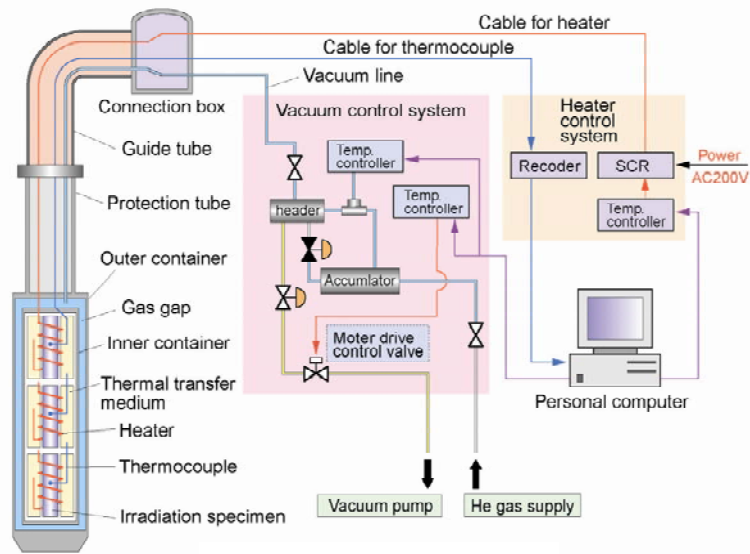 Cable for heater
Cable for thermocouple
Vacuum line
Connection box
Vacuum control system
Heater
control
system
Guide tube
Temp.
controller
Recoder
SCR
Power
AC200V
Protection tube
Temp.
controller
header
Temp.
controller
Outer container
Accumlator
Gas gap
Inner container
Moter drive
control valve
Thermal transfer
medium
Personal computer
Heater
Thermocouple
Irradiation specimen
Vacuum pump
He gas supply